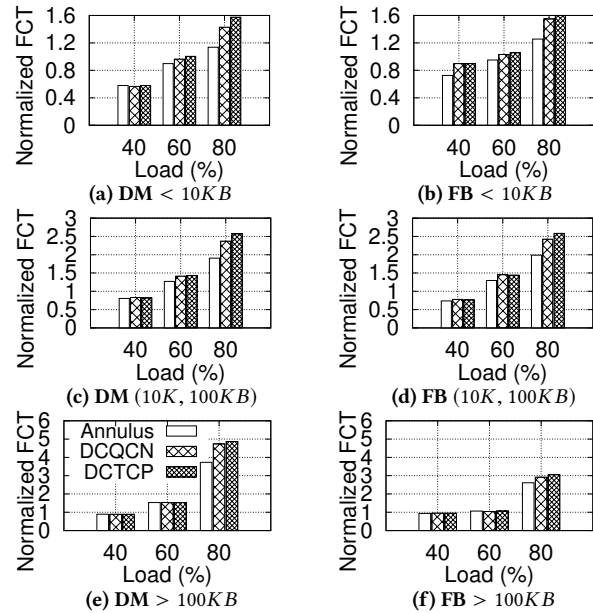 Normalized FCT
1.6
1.2
0.8
0.4
0
40 60 80
Load (%)
(a) DM < 10KB
Normalized FCT
1.6
1.2
0.8
0.4
0
40 60 80
Load (%)
(b) FB < 10KB
Normalized FCT
3
2.5
2
1.5
1
0.5
0
40 60 80
Load (%)
(c) DM (10K, 100KB)
Normalized FCT
3
2.5
2
1.5
1
0.5
0
40 60 80
Load (%)
(d) FB (10K, 100KB)
Normalized FCT
6
5
4
3
2
1
0
Annulus
DCQCN
DCTCP
40 60 80
Load (%)
(e) DM > 100KB
Normalized FCT
6
5
4
3
2
1
0
40 60 80
Load (%)
(f) FB > 100KB